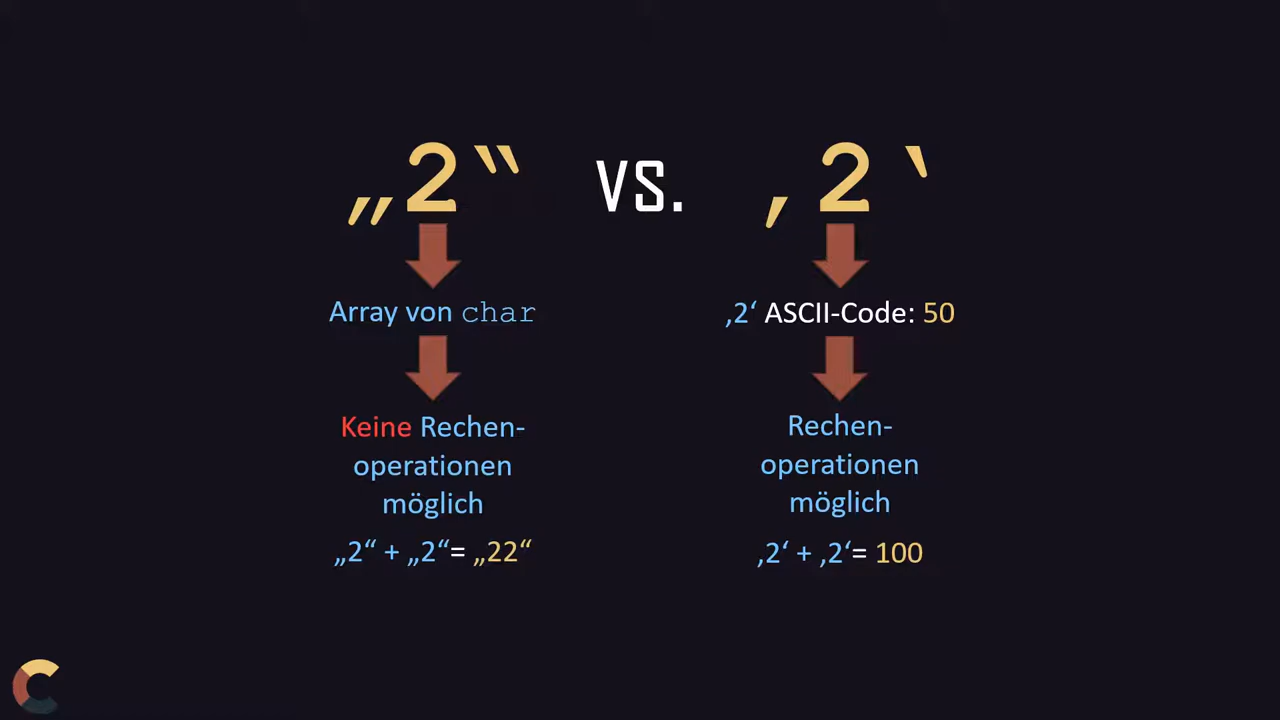 „2“ vs. ‚2‘
Array von char
‚2‘ ASCII-Code: 50
Keine Rechen-
operationen
möglich
„2“ + „2“= „22“
Rechen-
operationen
möglich
‚2‘ + ‚2‘= 100